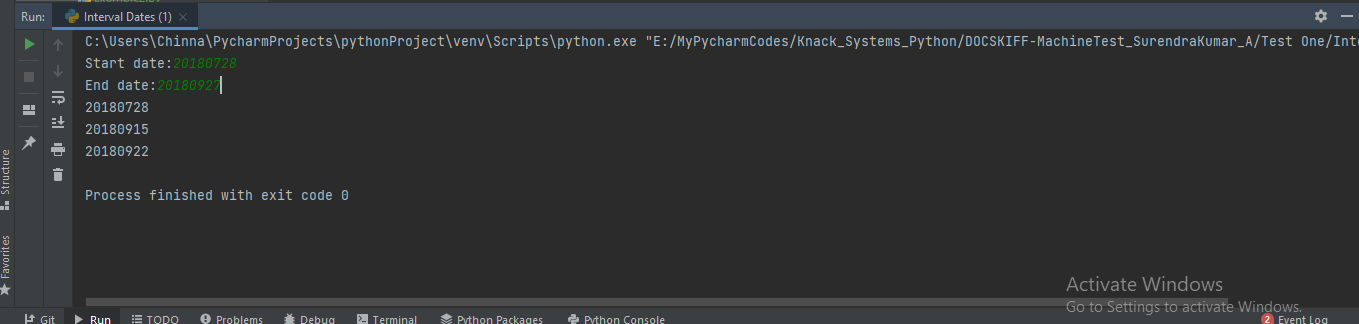 Run: Interval Dates (1) ×
C:\Users\Chinna\PycharmProjects\pythonProject\venv\Scripts\python.exe "E:/MyPycharmCodes/Knack_Systems_Python/DOCSKIFF-MachineTest_SurendraKumar_A/Test One/Inte
Start date:20180728
End date:20180927
20180728
20180915
20180922
Process finished with exit code 0
Structure
Favorites
Activate Windows
Go to Settings to activate Windows.
Git Run TODO Problems Debug Terminal Python Packages Python Console 2 Event Log